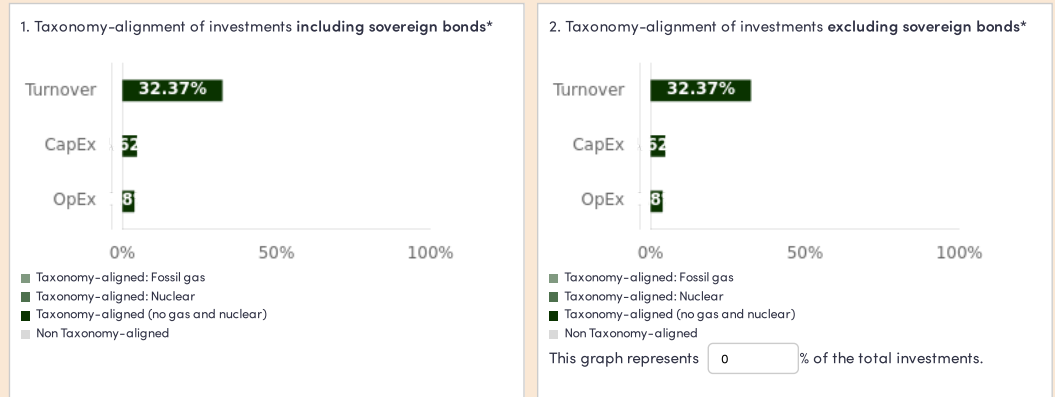 1. Taxonomy-alignment of investments including sovereign bonds*
Turnover
32.37%
CapEx
OpEx
0%
50%
100%
Taxonomy-aligned: Fossil gas
Taxonomy-aligned: Nuclear
Taxonomy-aligned (no gas and nuclear)
Non Taxonomy-aligned
2. Taxonomy-alignment of investments excluding sovereign bonds*
Turnover
32.37%
CapEx
OpEx
0%
50%
100%
Taxonomy-aligned: Fossil gas
Taxonomy-aligned: Nuclear
Taxonomy-aligned (no gas and nuclear)
Non Taxonomy-aligned
This graph represents 0 % of the total investments.